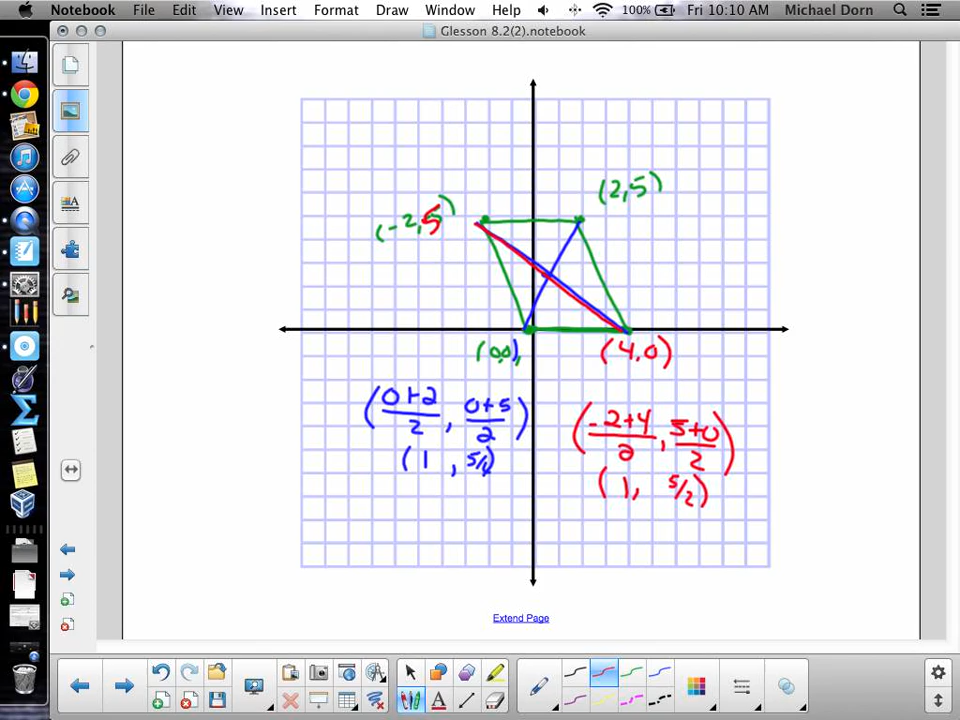 Notebook File Edit View Insert Format Draw Window Help 100% Fri 10:10 AM Michael Dorn
Glesson 8.2(2).notebook
(2,5)
(-2,5)
(0,0) (4,0)
(0+2/2 , 0+5/2)
(1 , 5/2)
(-2+4/2, 5+0/2)
(1, 5/2)
Extend Page
A